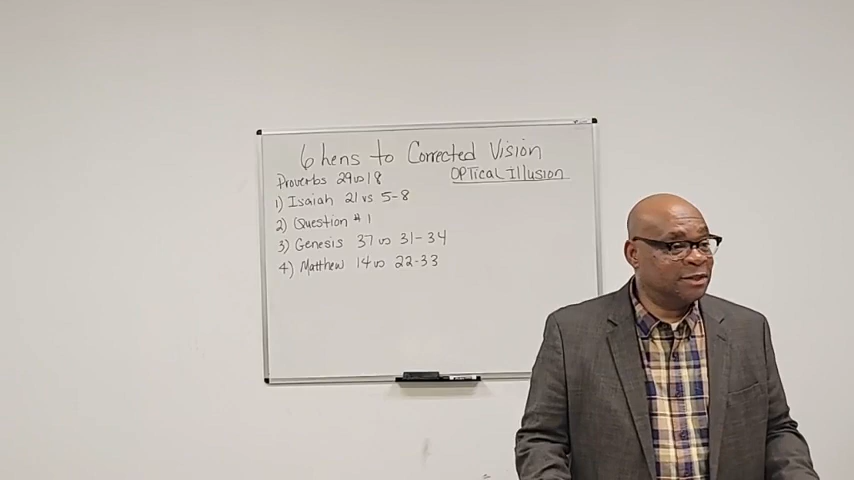 6 Lens to Corrected Vision
Proverbs 29 vs 18
OPTical Illusion
1) Isaiah 21 vs 5-8
2) Question # 1
3) Genesis 37 vs 31-34
4) Matthew 14 vs 22-33